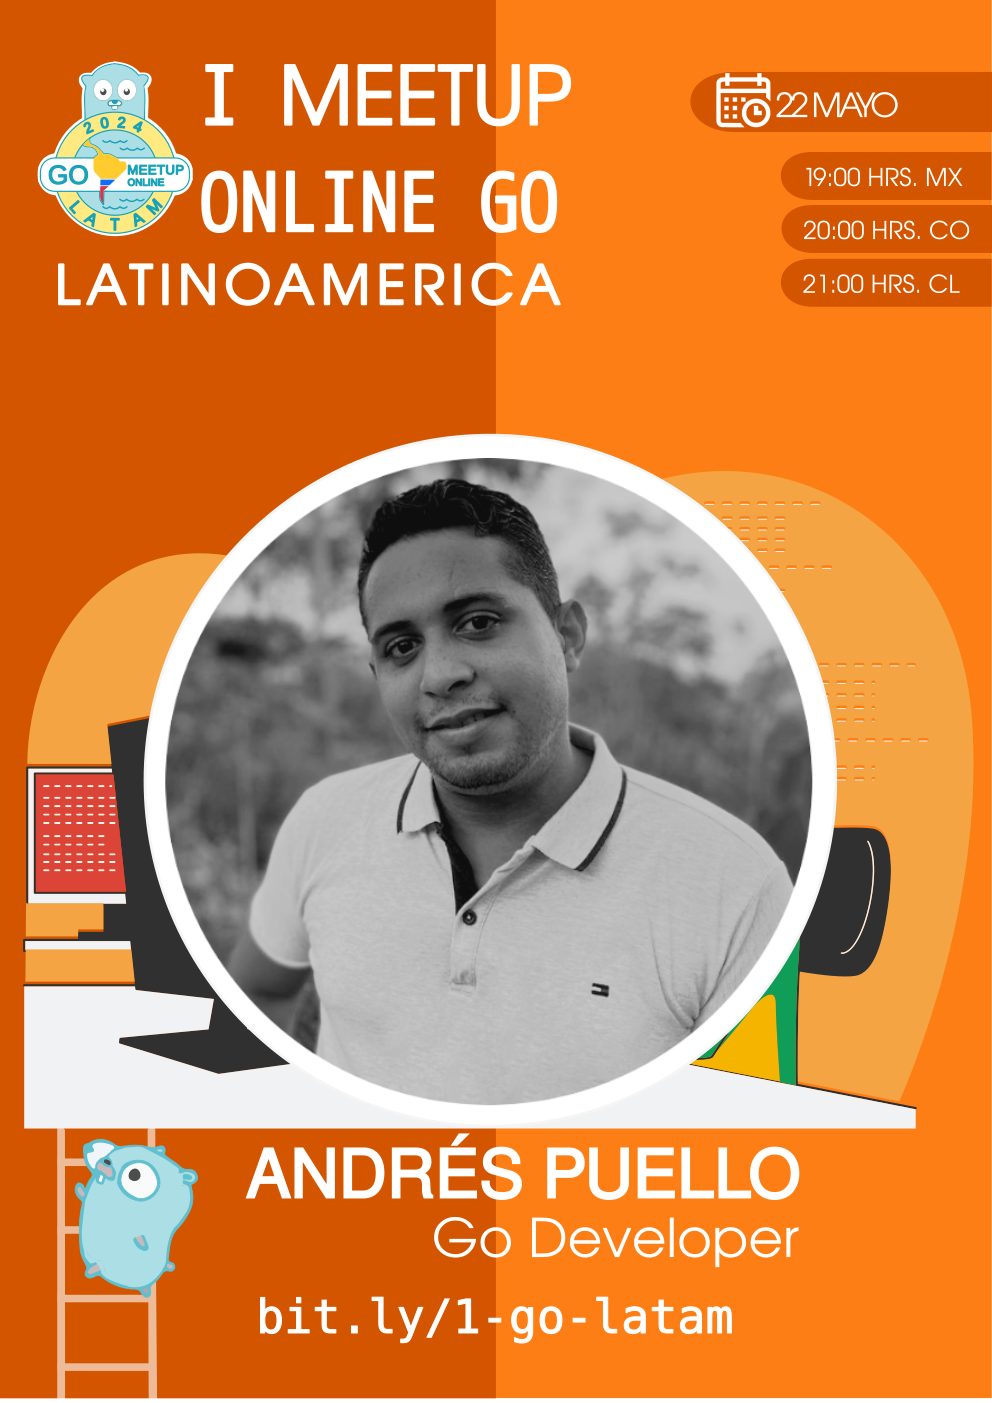 I MEETUP
ONLINE GO
LATINOAMERICA
2024
GO MEETUP
ONLINE
LATAM
22 MAYO
19:00 HRS. MX
20:00 HRS. CO
21:00 HRS. CL
ANDRÉS PUELLO
Go Developer
bit.ly/1-go-latam